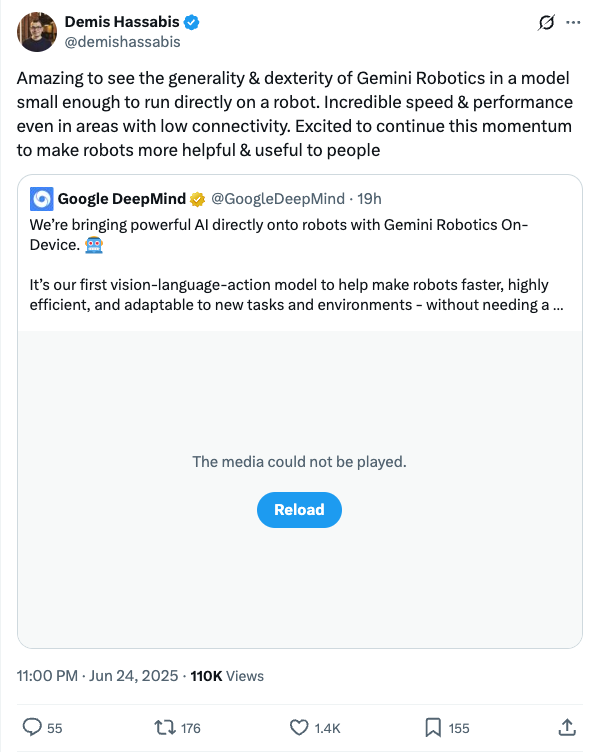 Demis Hassabis
@demishassabis
Amazing to see the generality & dexterity of Gemini Robotics in a model
small enough to run directly on a robot. Incredible speed & performance
even in areas with low connectivity. Excited to continue this momentum
to make robots more helpful & useful to people
Google DeepMind @GoogleDeepMind · 19h
We’re bringing powerful AI directly onto robots with Gemini Robotics On-
Device. 🤖
It’s our first vision-language-action model to help make robots faster, highly
efficient, and adaptable to new tasks and environments - without needing a ...
The media could not be played.
Reload
11:00 PM · Jun 24, 2025 · 110K Views
55 176 1.4K 155